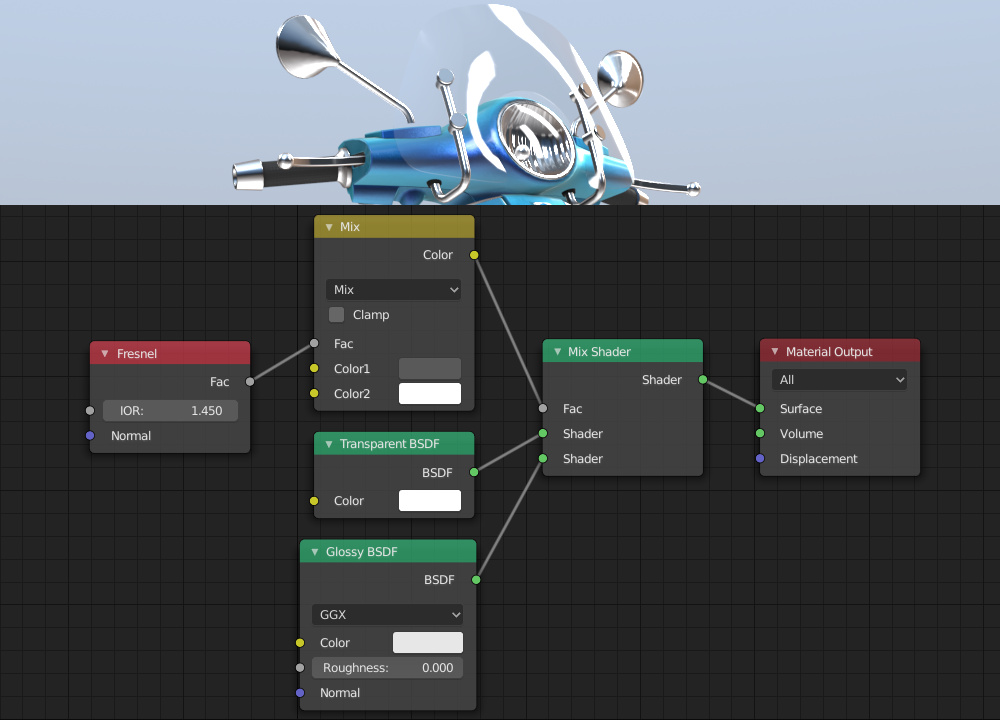 Mix
Color
Mix
Clamp
Fac
Color1
Color2
Fresnel
Fac
IOR: 1.450
Normal
Transparent BSDF
BSDF
Color
Glossy BSDF
BSDF
GGX
Color
Roughness: 0.000
Normal
Mix Shader
Shader
Fac
Shader
Shader
Material Output
All
Surface
Volume
Displacement